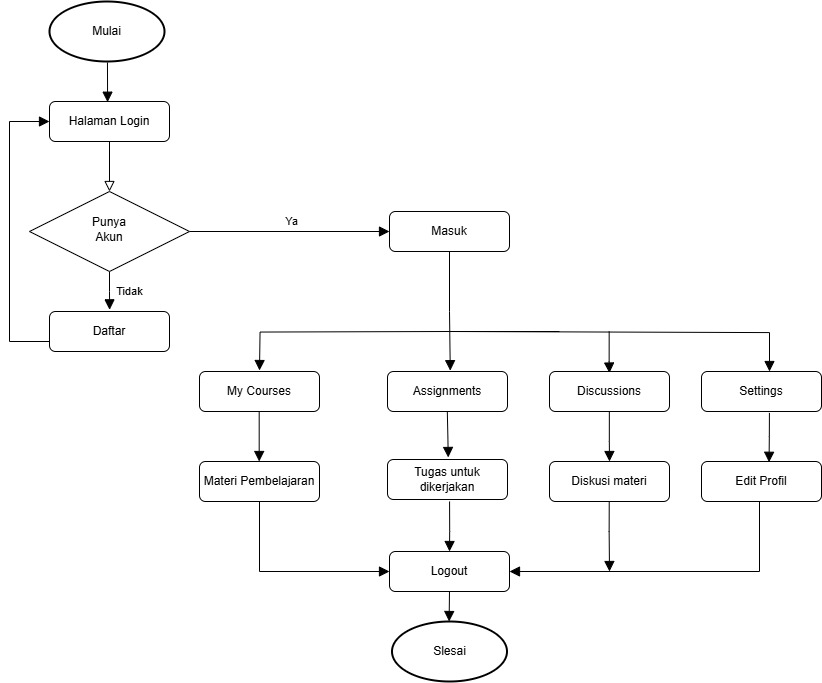 Mulai
Halaman Login
Punya
Akun
Ya
Masuk
Tidak
Daftar
My Courses
Assignments
Discussions
Settings
Materi Pembelajaran
Tugas untuk
dikerjakan
Diskusi materi
Edit Profil
Logout
Slesai